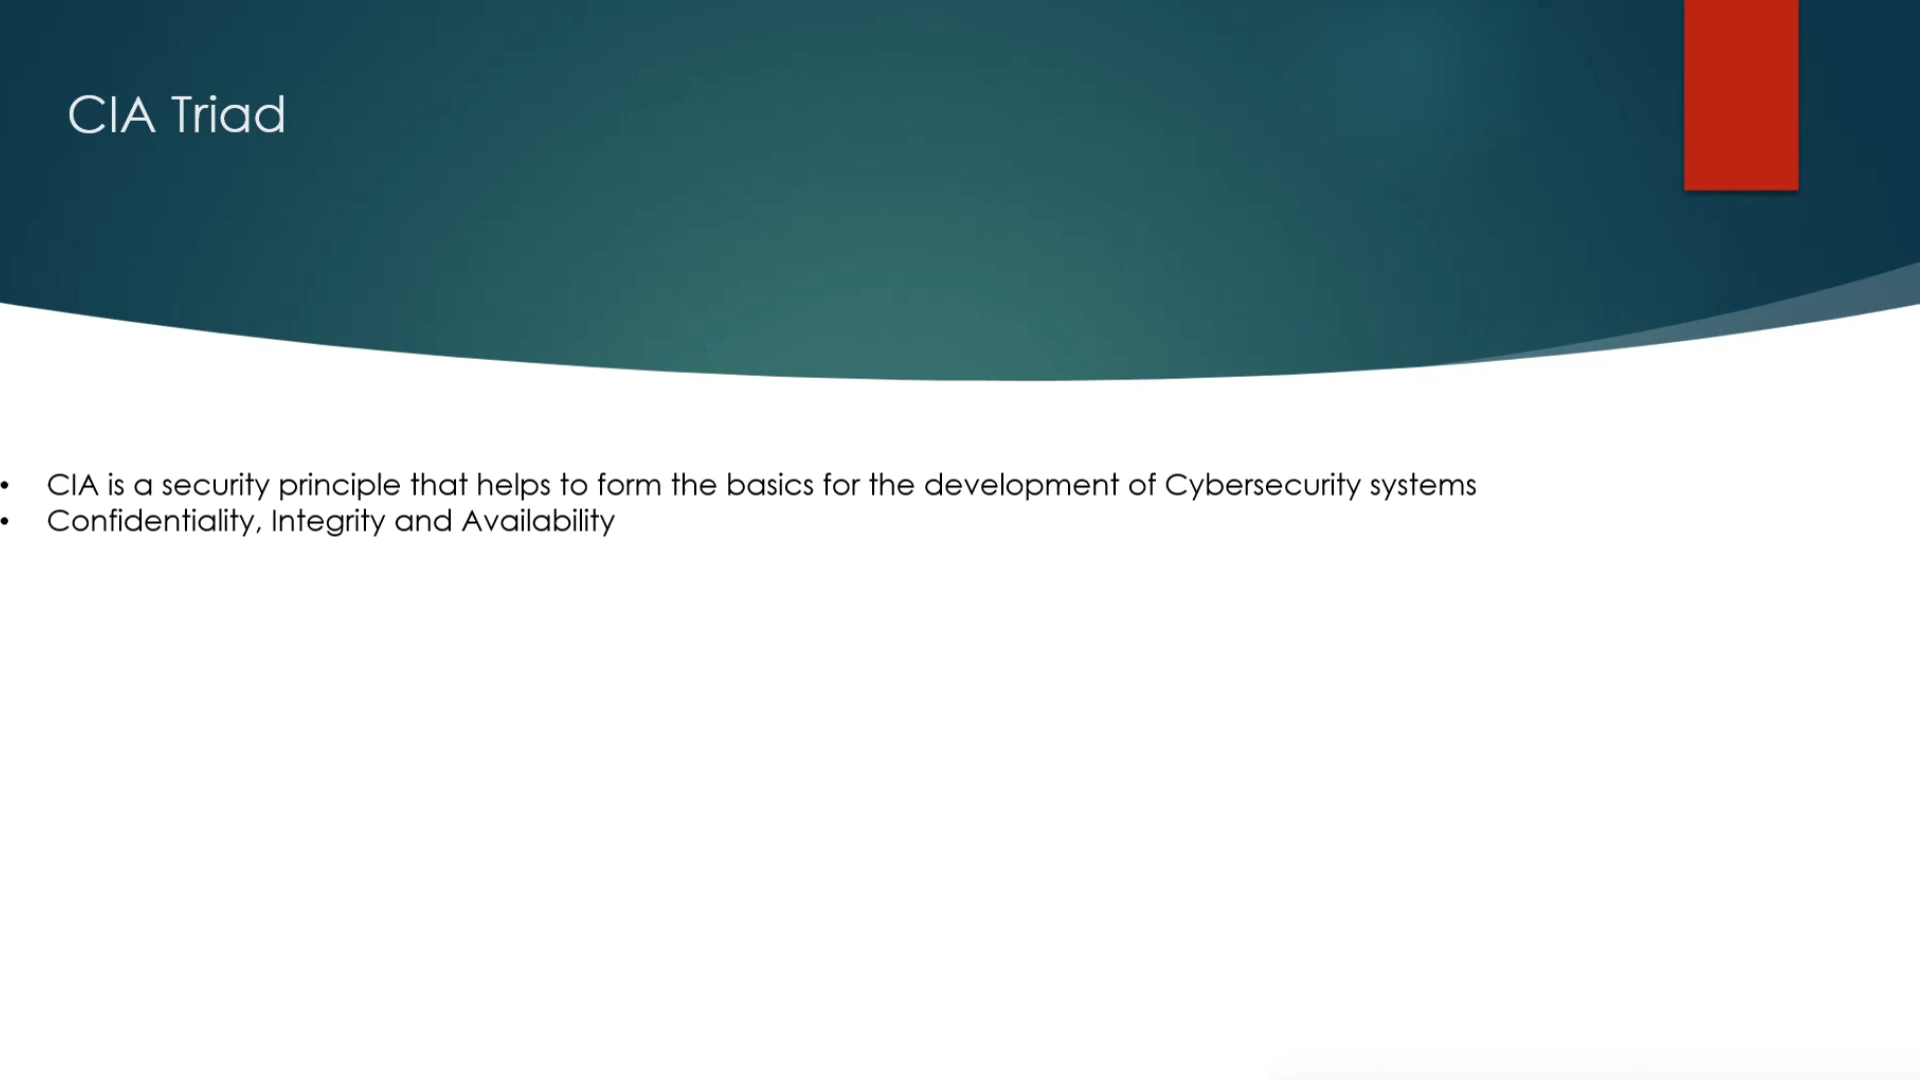 CIA Triad
• CIA is a security principle that helps to form the basics for the development of Cybersecurity systems
• Confidentiality, Integrity and Availability